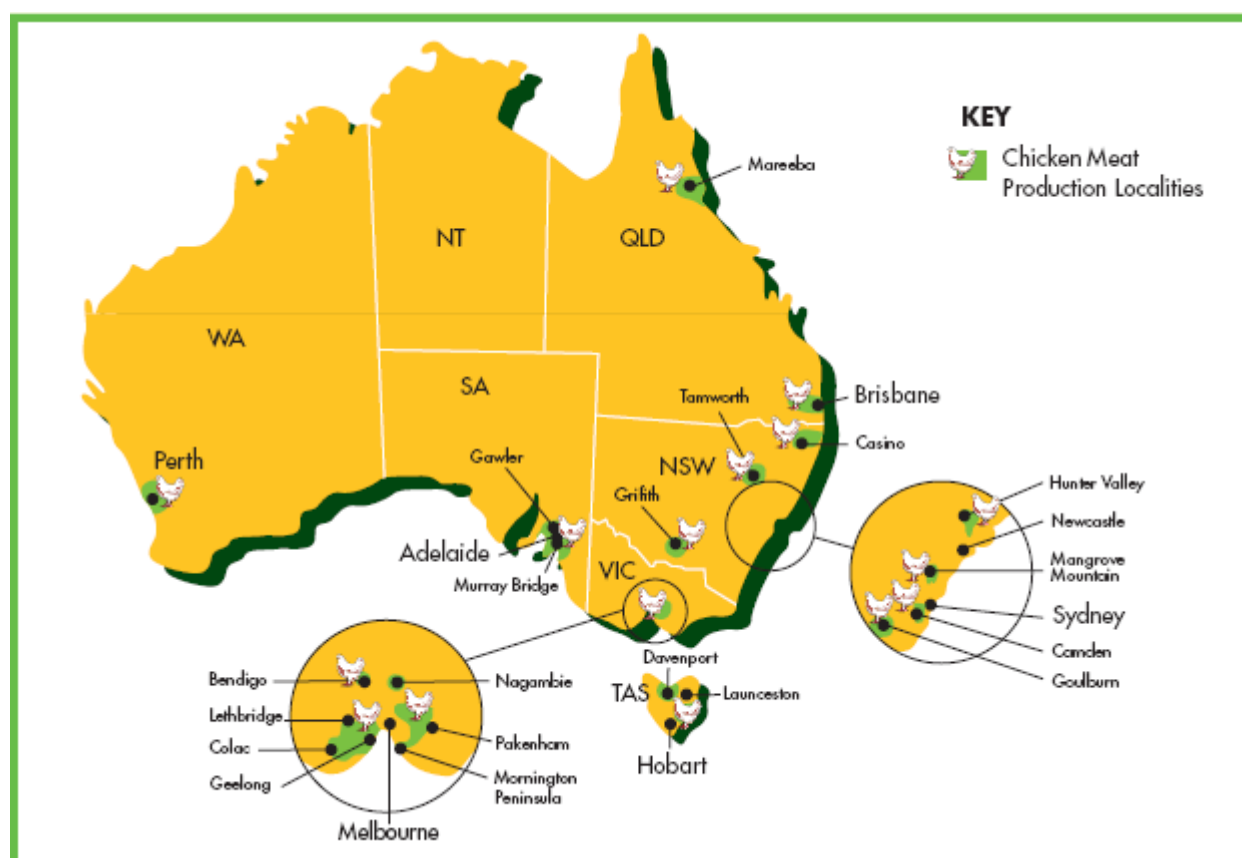 KEY
Chicken Meat
Production Localities
Mareeba
NT
QLD
WA
SA
Tamworth
Brisbane
Casino
Perth
Gawler
NSW
Grifith
Adelaide
Murray Bridge
VIC
Hunter Valley
Newcastle
Mangrove
Mountain
Sydney
Camden
Goulburn
Davenport
TAS
Launceston
Hobart
Bendigo
Nagambie
Lethbridge
Colac
Pakenham
Geelong
Mornington
Peninsula
Melbourne